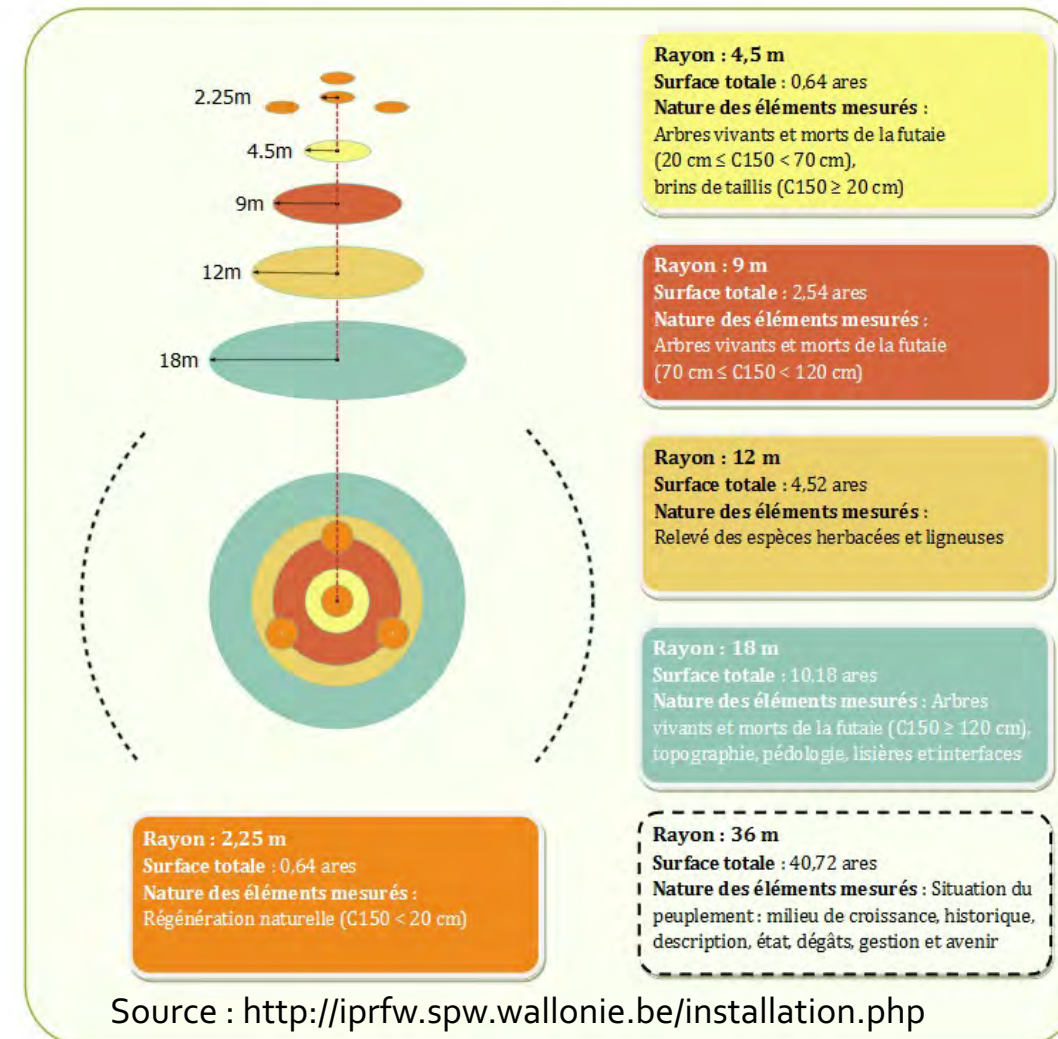 2.25m
4.5m
9m
12m
18m
Rayon : 4,5 m
Surface totale : 0,64 ares
Nature des éléments mesurés :
Arbres vivants et morts de la futaie
(20 cm ≤ C150 < 70 cm),
brins de taillis (C150 ≥ 20 cm)
Rayon : 9 m
Surface totale : 2,54 ares
Nature des éléments mesurés :
Arbres vivants et morts de la futaie
(70 cm ≤ C150 < 120 cm)
Rayon : 12 m
Surface totale : 4,52 ares
Nature des éléments mesurés :
Relevé des espèces herbacées et ligneuses
Rayon : 18 m
Surface totale : 10,18 ares
Nature des éléments mesurés : Arbres
vivants et morts de la futaie (C150 ≥ 120 cm),
topographie, pédologie, lisières et interfaces
Rayon : 2,25 m
Surface totale : 0,64 ares
Nature des éléments mesurés :
Régénération naturelle (C150 < 20 cm)
Rayon : 36 m
Surface totale : 40,72 ares
Nature des éléments mesurés : Situation du
peuplement : milieu de croissance, historique,
description, état, dégâts, gestion et avenir
Source : http://iprfw.spw.wallonie.be/installation.php